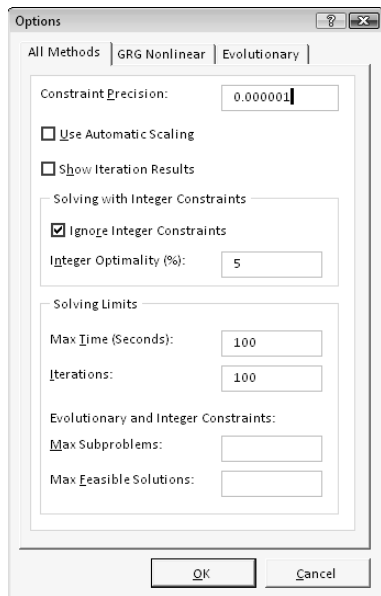 Options
All Methods GRG Nonlinear Evolutionary
Constraint Precision: 0.000001
Use Automatic Scaling
Show Iteration Results
Solving with Integer Constraints
Ignore Integer Constraints
Integer Optimality (%): 5
Solving Limits
Max Time (Seconds): 100
Iterations: 100
Evolutionary and Integer Constraints:
Max Subproblems:
Max Feasible Solutions:
OK Cancel